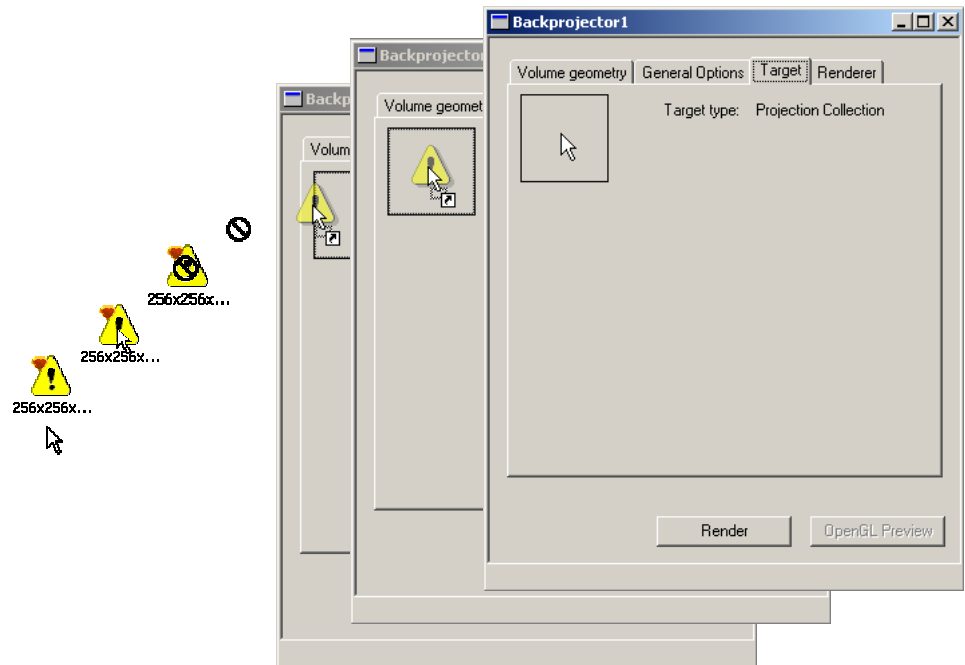 Backprojector1
Volume geometry General Options Target Renderer
Target type: Projection Collection
Render OpenGL Preview
Backprojecto
Volume geomet
Backp
Volum
256x256x...
256x256x...
256x256x...